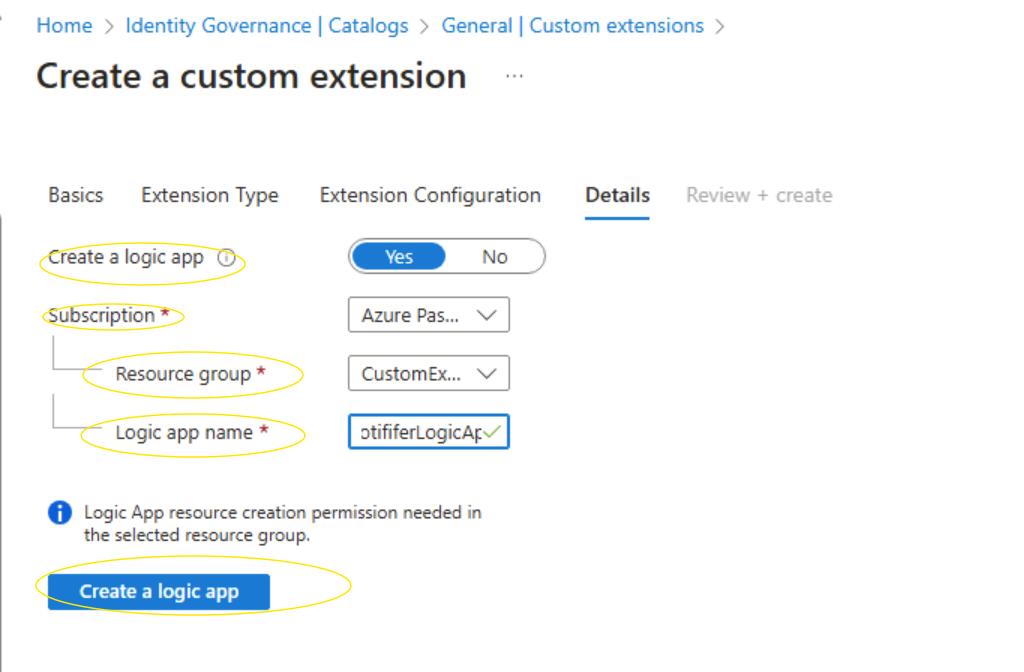 Home > Identity Governance | Catalogs > General | Custom extensions >
Create a custom extension ...
Basics Extension Type Extension Configuration Details Review + create
Create a logic app Yes No
Subscription * Azure Pas...
Resource group * CustomEx...
Logic app name * otififerLogicAp
Logic App resource creation permission needed in
the selected resource group.
Create a logic app